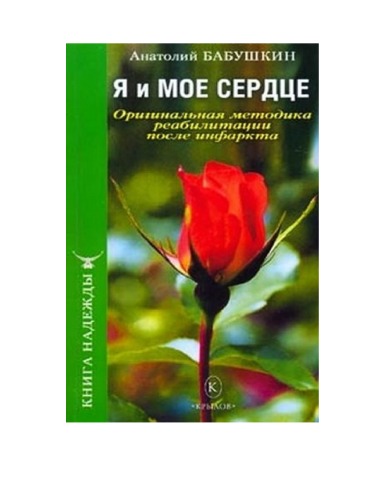 Анатолий БАБУШКИН
Я и МОЕ СЕРДЦЕ
Оригинальная методика
реабилитации
после инфаркта
КНИГА НАДЕЖДЫ
К
•КРЫЛОВ•